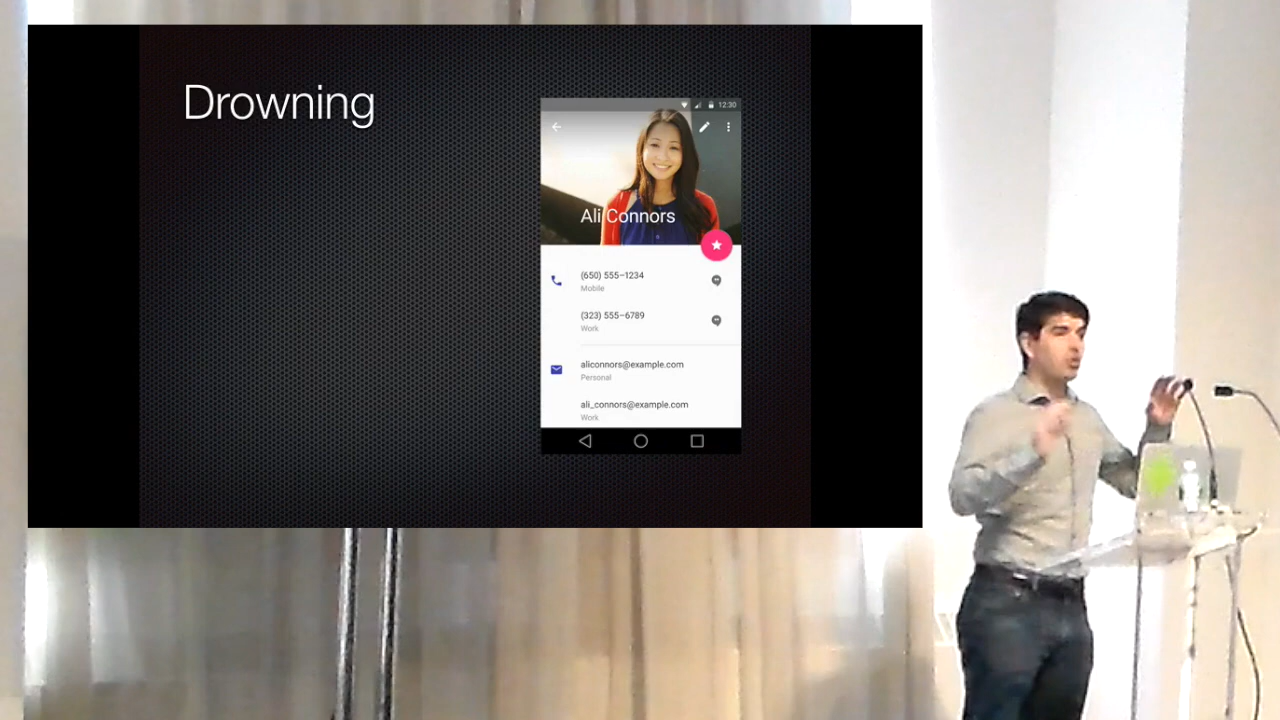 Drowning
12:30
Ali Connors
(650) 555-1234
Mobile
(323) 555-6789
Work
aliconnors@example.com
Personal
ali_connors@example.com
Work